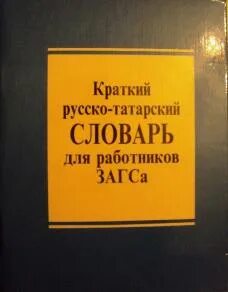 Краткий
русско-татарский
СЛОВАРЬ
для работников
ЗАГСа